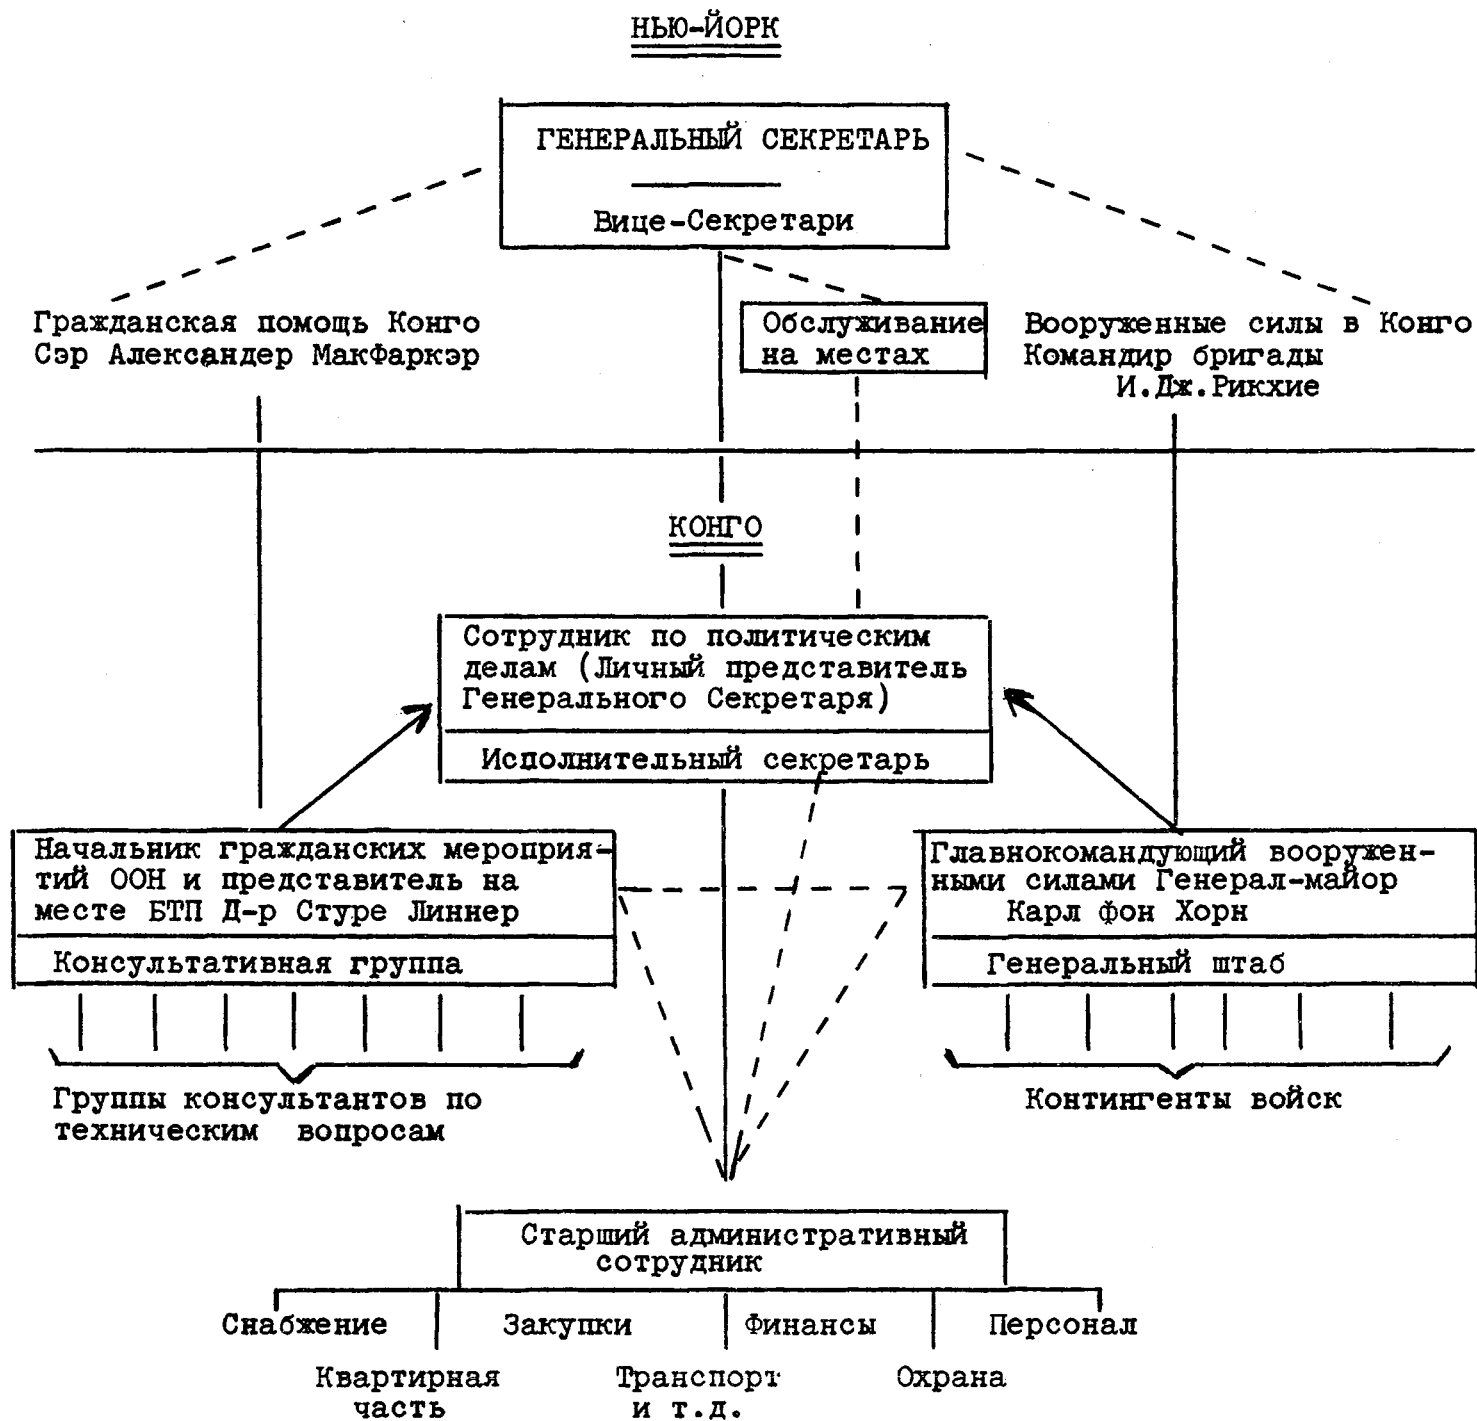 НЬЮ-ЙОРК
ГЕНЕРАЛЬНЫЙ СЕКРЕТАРЬ
Вице-Секретари
Гражданская помощь Конго
Сэр Александер МакФаркэр
Обслуживание
на местах
Вооруженные силы в Конго
Командир бригады
И.Дж.Рикхие
КОНГО
Сотрудник по политическим
делам (Личный представитель
Генерального Секретаря)
Исполнительный секретарь
Начальник гражданских мероприя-
тий ООН и представитель на
месте БТП Д-р Стуре Линнер
Консультативная группа
Главнокомандующий вооружен-
ными силами Генерал-майор
Карл фон Хорн
Генеральный штаб
Группы консультантов по
техническим вопросам
Контингенты войск
Старший административный
сотрудник
Снабжение
Закупки
Финансы
Персонал
Квартирная
часть
Транспорт
и т.д.
Охрана